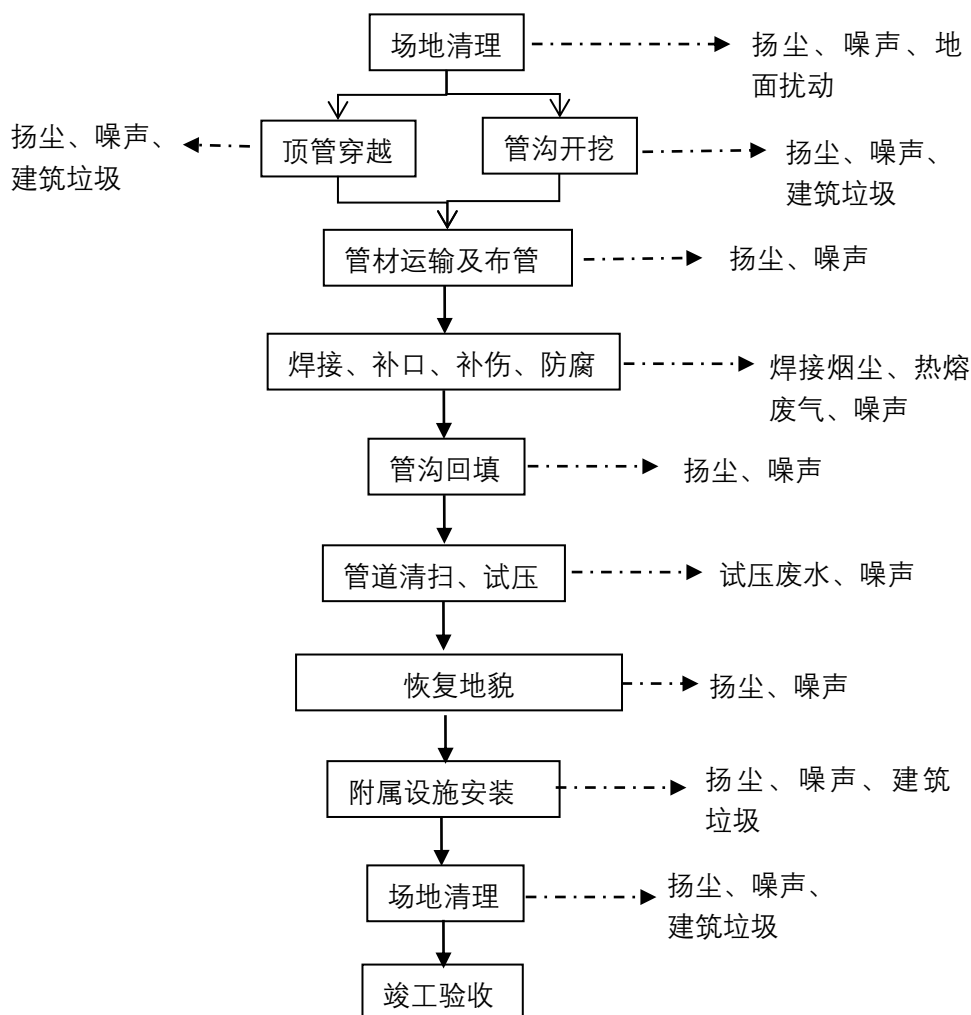 场地清理
扬尘、噪声、地
面扰动
扬尘、噪声、
建筑垃圾
顶管穿越
管沟开挖
扬尘、噪声、
建筑垃圾
管材运输及布管
扬尘、噪声
焊接、补口、补伤、防腐
焊接烟尘、热熔
废气、噪声
管沟回填
扬尘、噪声
管道清扫、试压
试压废水、噪声
恢复地貌
扬尘、噪声
附属设施安装
扬尘、噪声、建筑
垃圾
场地清理
扬尘、噪声、
建筑垃圾
竣工验收